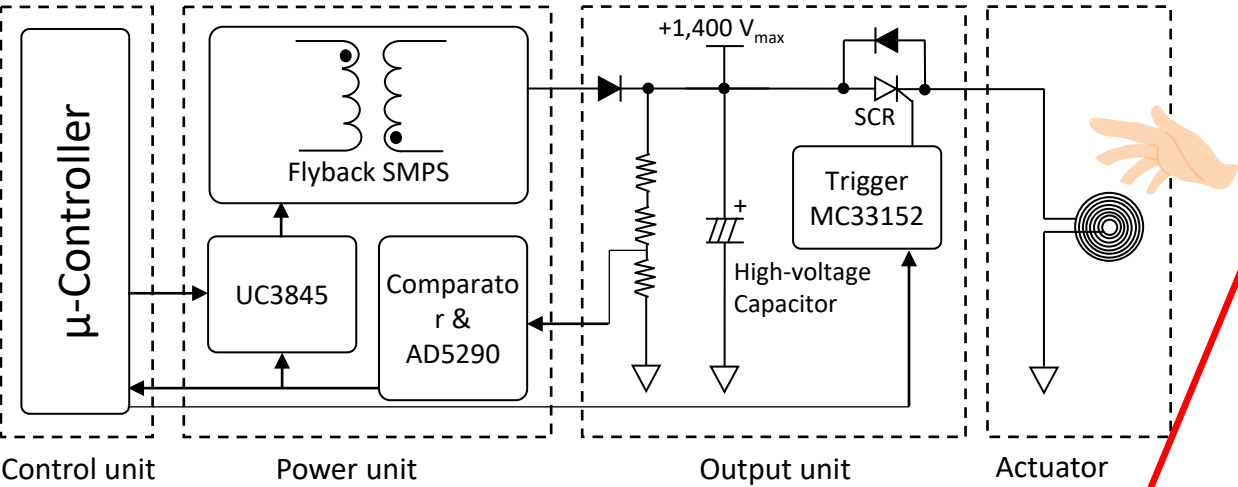 μ-Controller
Flyback SMPS
UC3845
Comparato
r &
AD5290
+1,400 Vmax
SCR
Trigger
MC33152
+
High-voltage
Capacitor
Control unit
Power unit
Output unit
Actuator